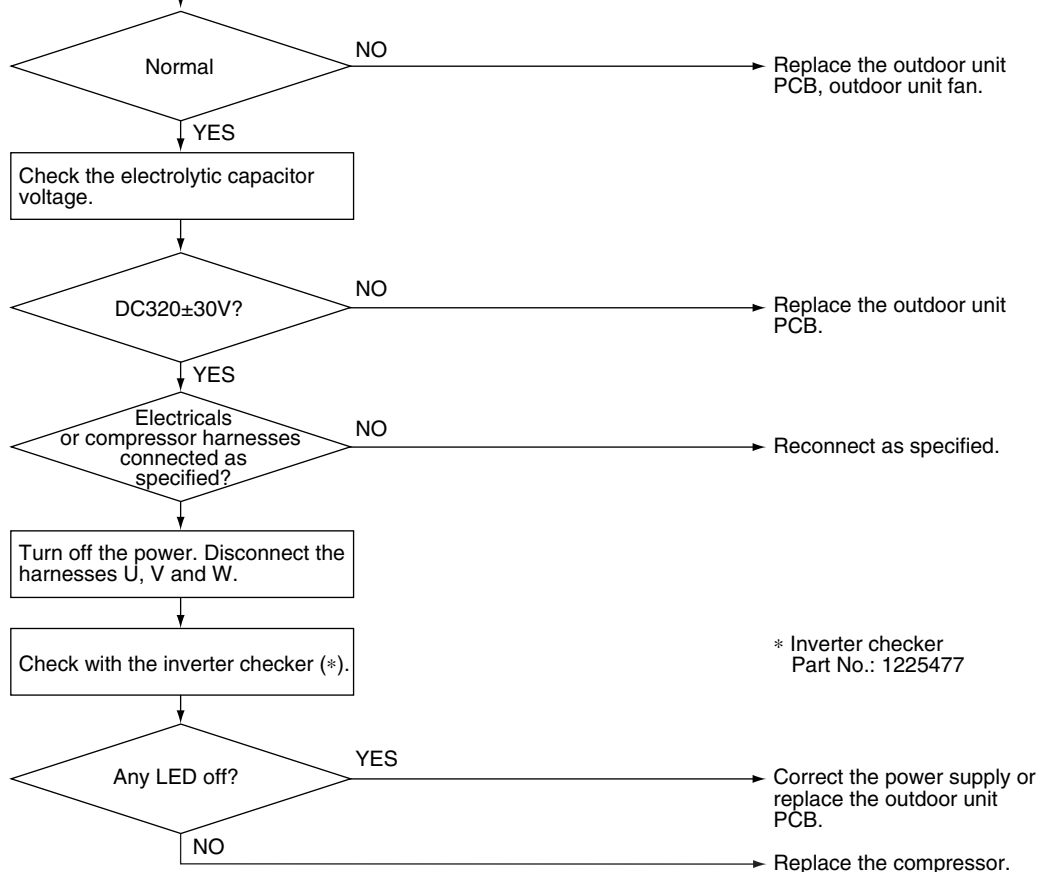 Normal
NO
Replace the outdoor unit
PCB, outdoor unit fan.
YES
Check the electrolytic capacitor
voltage.
DC320±30V?
NO
Replace the outdoor unit
PCB.
YES
Electricals
or compressor harnesses
connected as
specified?
NO
Reconnect as specified.
Turn off the power. Disconnect the
harnesses U, V and W.
Check with the inverter checker (*).
* Inverter checker
Part No.: 1225477
Any LED off?
YES
Correct the power supply or
replace the outdoor unit
PCB.
NO
Replace the compressor.